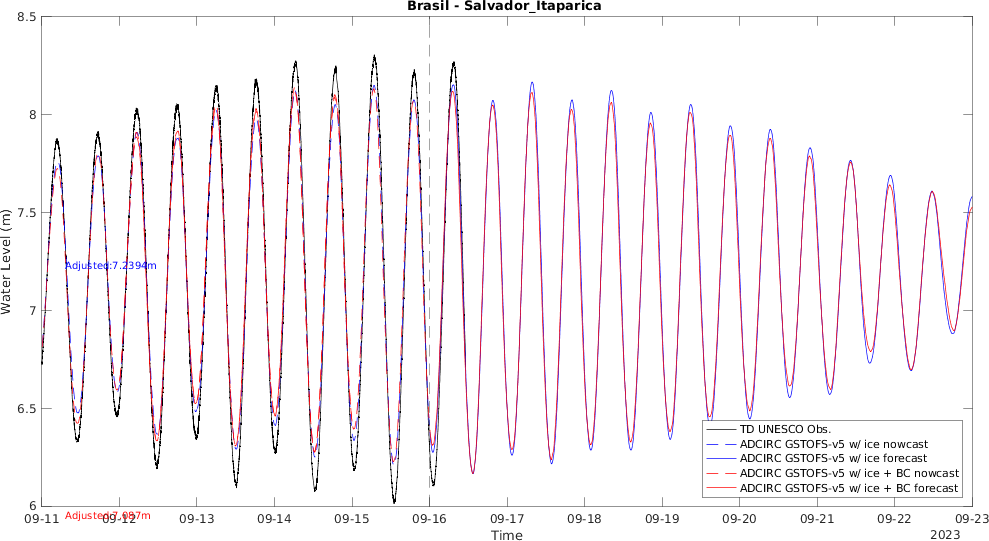 Brasil - Salvador_Itaparica
8.5
8
7.5
7
6.5
6
Water Level (m)
Adjusted:7.2394m
Adjusted:7.087m
TD UNESCO Obs.
ADCIRC GSTOFS-v5 w/ ice nowcast
ADCIRC GSTOFS-v5 w/ ice forecast
ADCIRC GSTOFS-v5 w/ ice + BC nowcast
ADCIRC GSTOFS-v5 w/ ice + BC forecast
09-11 09-12 09-13 09-14 09-15 09-16 09-17 09-18 09-19 09-20 09-21 09-22 09-23
Time
2023